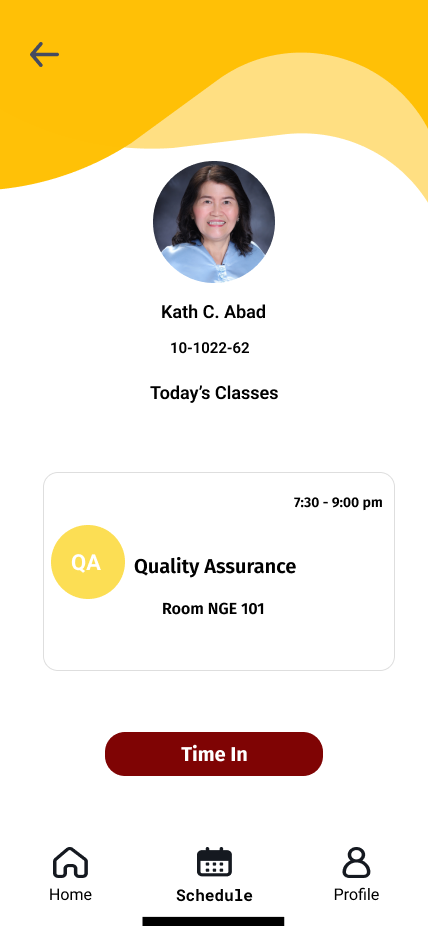 Kath C. Abad
10-1022-62
Today’s Classes
7:30 - 9:00 pm
QA
Quality Assurance
Room NGE 101
Time In
Home
Schedule
Profile